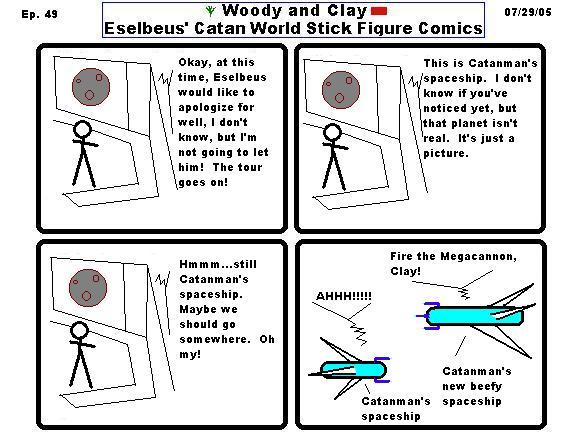 Ep. 49
Woody and Clay
07/29/05
Eselbeus' Catan World Stick Figure Comics
Okay, at this
time, Eselbeus
would like to
apologize for
well, I don't
know, but I'm
not going to let
him!  The tour
goes on!
This is Catanman's
spaceship.  I don't
know if you've
noticed yet, but
that planet isn't
real.  It's just a
picture.
Hmmm...still
Catanman's
spaceship.
Maybe we
should go
somewhere.  Oh
my!
Fire the Megacannon,
Clay!
AHHH!!!!!
Catanman's
new beefy
spaceship
Catanman's
spaceship